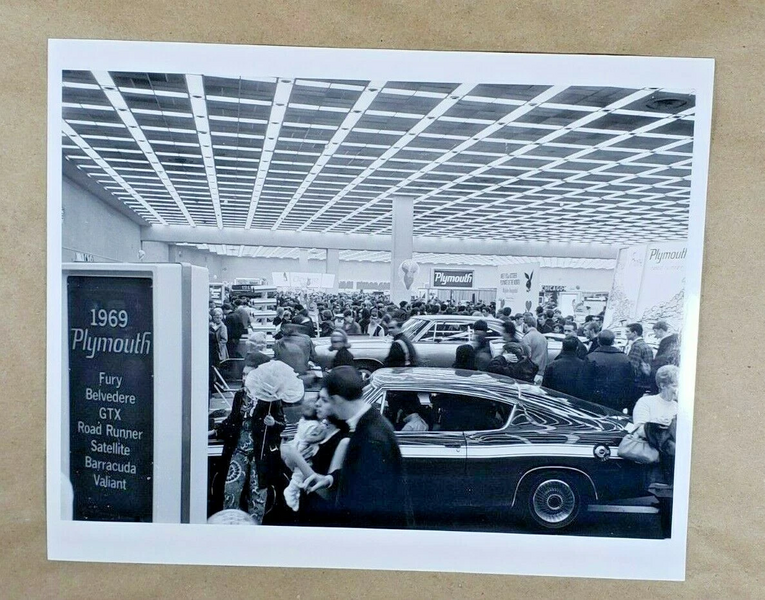 1969
Plymouth
Fury
Belvedere
GTX
Road Runner
Satellite
Barracuda
Valiant
Plymouth
Plymouth